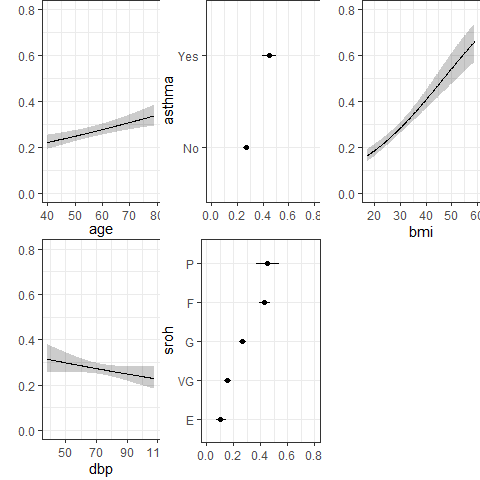 0.8
0.6
0.4
0.2
0.0
40 50 60 70 80
age
asthma
Yes
No
0.0 0.2 0.4 0.6 0.8
0.8
0.6
0.4
0.2
0.0
20 30 40 50 60
bmi
0.8
0.6
0.4
0.2
0.0
50 70 90 11
dbp
sroh
P
F
G
VG
E
0.0 0.2 0.4 0.6 0.8